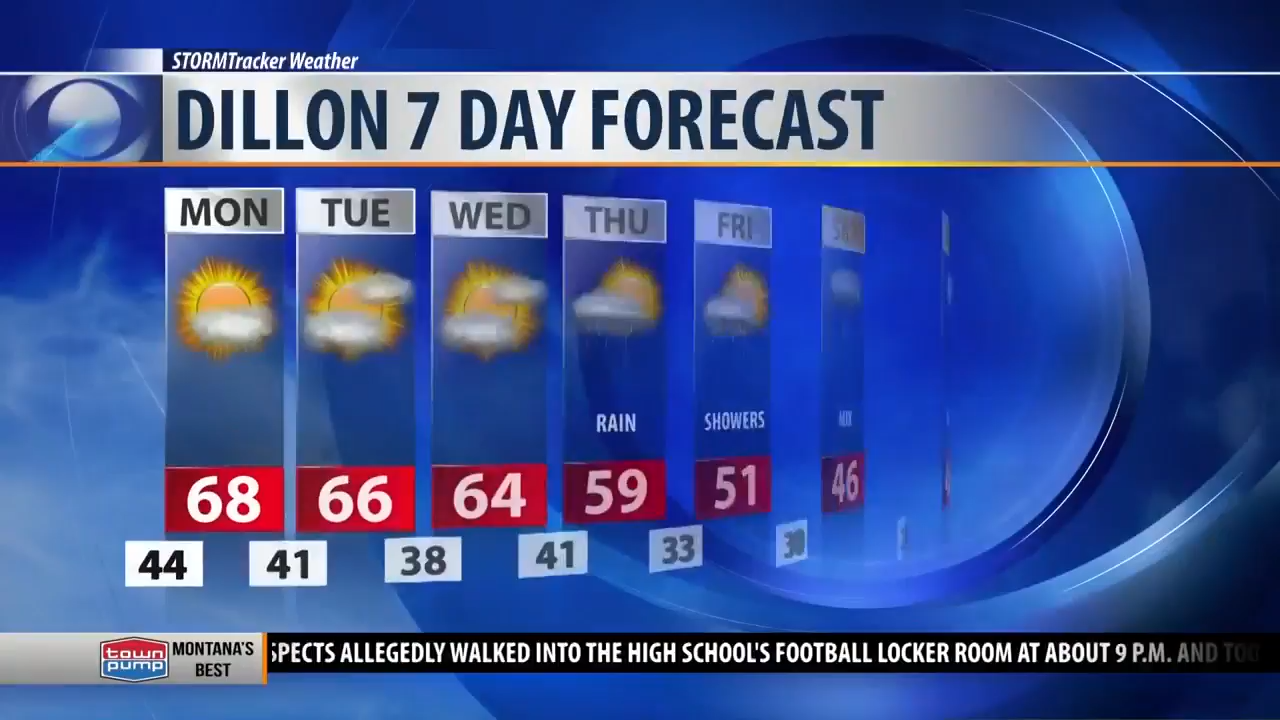 STORMTracker Weather
DILLON 7 DAY FORECAST
MON TUE WED THU FRI
RAIN SHOWERS MIX
68 66 64 59 51 46
44 41 38 41 33
town pump
MONTANA'S
BEST
SPECTS ALLEGEDLY WALKED INTO THE HIGH SCHOOL'S FOOTBALL LOCKER ROOM AT ABOUT 9 P.M. AND TOO